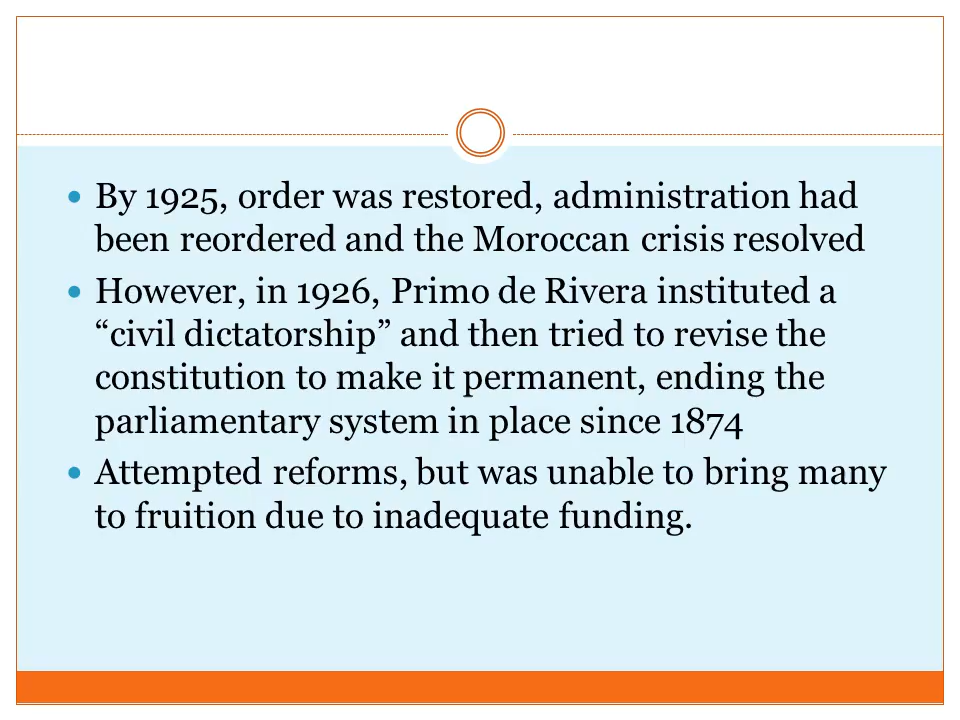 By 1925, order was restored, administration had
been reordered and the Moroccan crisis resolved
However, in 1926, Primo de Rivera instituted a
“civil dictatorship” and then tried to revise the
constitution to make it permanent, ending the
parliamentary system in place since 1874
Attempted reforms, but was unable to bring many
to fruition due to inadequate funding.